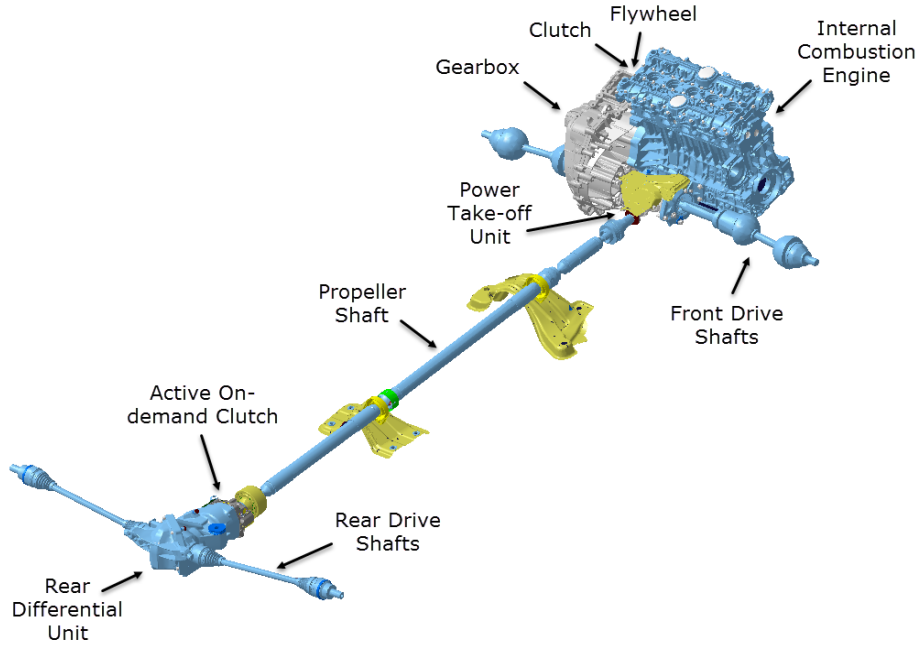 Flywheel
Clutch
Internal
Combustion
Engine
Gearbox
Power
Take-off
Unit
Propeller
Shaft
Front Drive
Shafts
Active On-
demand Clutch
Rear Drive
Shafts
Rear
Differential
Unit